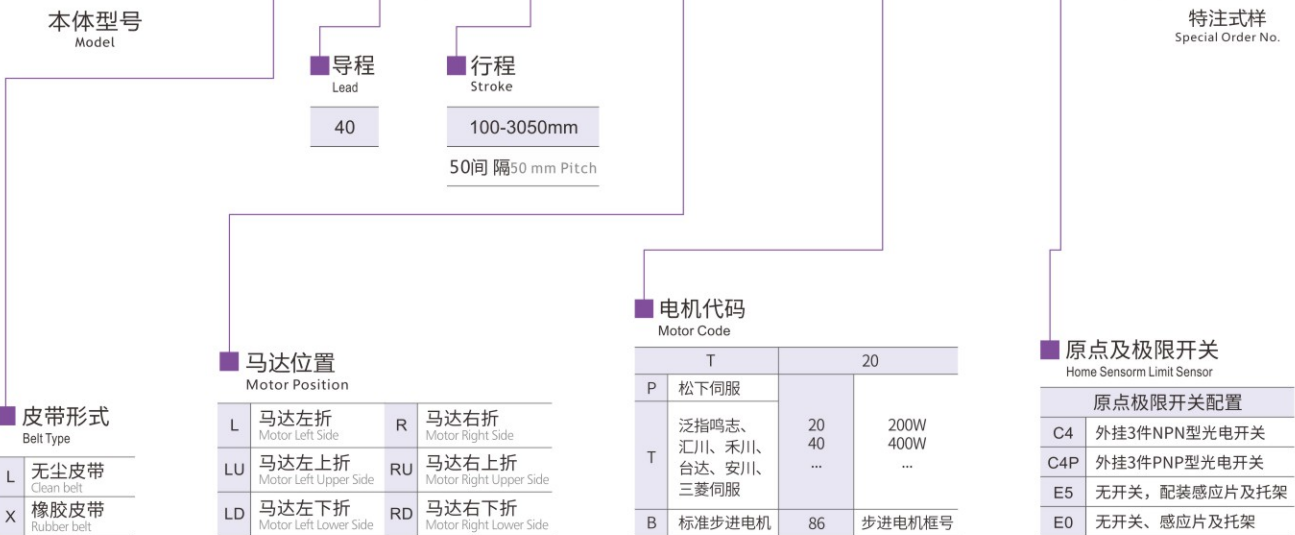 本体型号
Model
特注式样
Special Order No.
导程
Lead
40
行程
Stroke
100-3050mm
50间 隔50 mm Pitch
电机代码
Motor Code
T 20
P 松下伺服
T 泛指鸣志、汇川、禾川、台达、安川、三菱伺服
20 200W
40 400W
... ...
B 标准步进电机 86 步进电机框号
马达位置
Motor Position
L 马达左折 R 马达右折
Motor Left Side Motor Right Side
LU 马达左上折 RU 马达右上折
Motor Left Upper Side Motor Right Upper Side
LD 马达左下折 RD 马达右下折
Motor Left Lower Side Motor Right Lower Side
原点及极限开关
Home Sensorm Limit Sensor
原点极限开关配置
C4 外挂3件NPN型光电开关
C4P 外挂3件PNP型光电开关
E5 无开关，配装感应片及托架
E0 无开关、感应片及托架
皮带形式
Belt Type
L 无尘皮带
Clean belt
X 橡胶皮带
Rubber belt